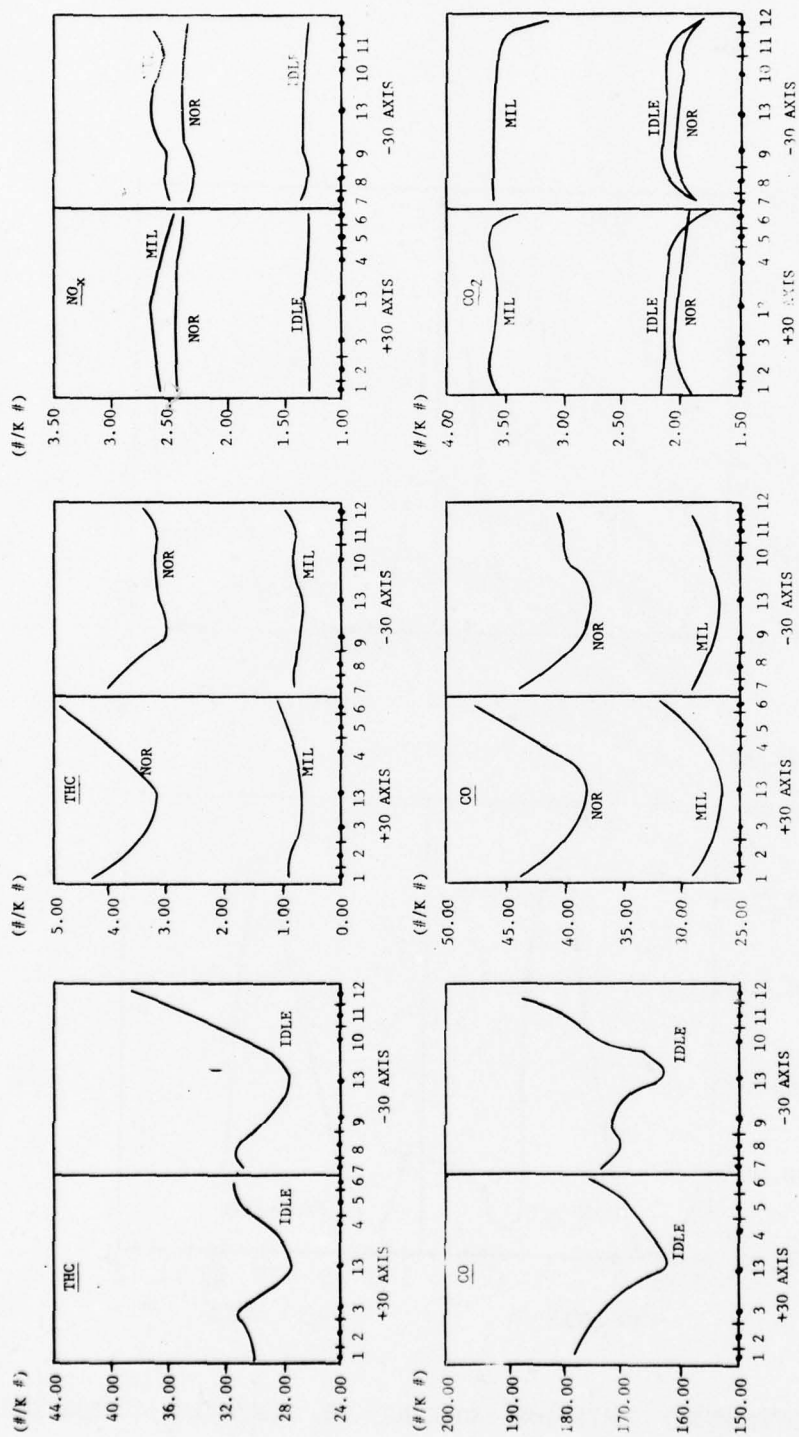 (#/K #)
THC
44.00
40.00
36.00
32.00
28.00
24.00
IDLE
IDLE
1 2 3 13 4 5 6 7 8 9 13 10 11 12
+30 AXIS
-30 AXIS
(#/K #)
THC
5.00
4.00
3.00
2.00
1.00
0.00
NOR
MIL
NOR
MIL
1 2 3 13 4 5 6 7 8 9 13 10 11 12
+30 AXIS
-30 AXIS
(#/K #)
NOx
3.50
3.00
2.50
2.00
1.50
1.00
MIL
NOR
IDLE
NOR
IDLE
1 2 3 13 4 5 6 7 8 9 13 10 11
+30 AXIS
-30 AXIS
(#/K #)
CO
200.00
190.00
180.00
170.00
160.00
150.00
IDLE
IDLE
1 2 3 13 4 5 6 7 8 9 13 10 11 12
+30 AXIS
-30 AXIS
(#/K #)
CO
50.00
45.00
40.00
35.00
30.00
25.00
NOR
MIL
NOR
MIL
1 2 3 13 4 5 6 7 8 9 13 10 11 12
+30 AXIS
-30 AXIS
(#/K #)
CO2
4.00
3.50
3.00
2.50
2.00
1.50
MIL
IDLE
NOR
MIL
IDLE
NOR
1 2 3 4 5 6 7 8 9 13 10 11 12
+30 AXIS
-30 AXIS